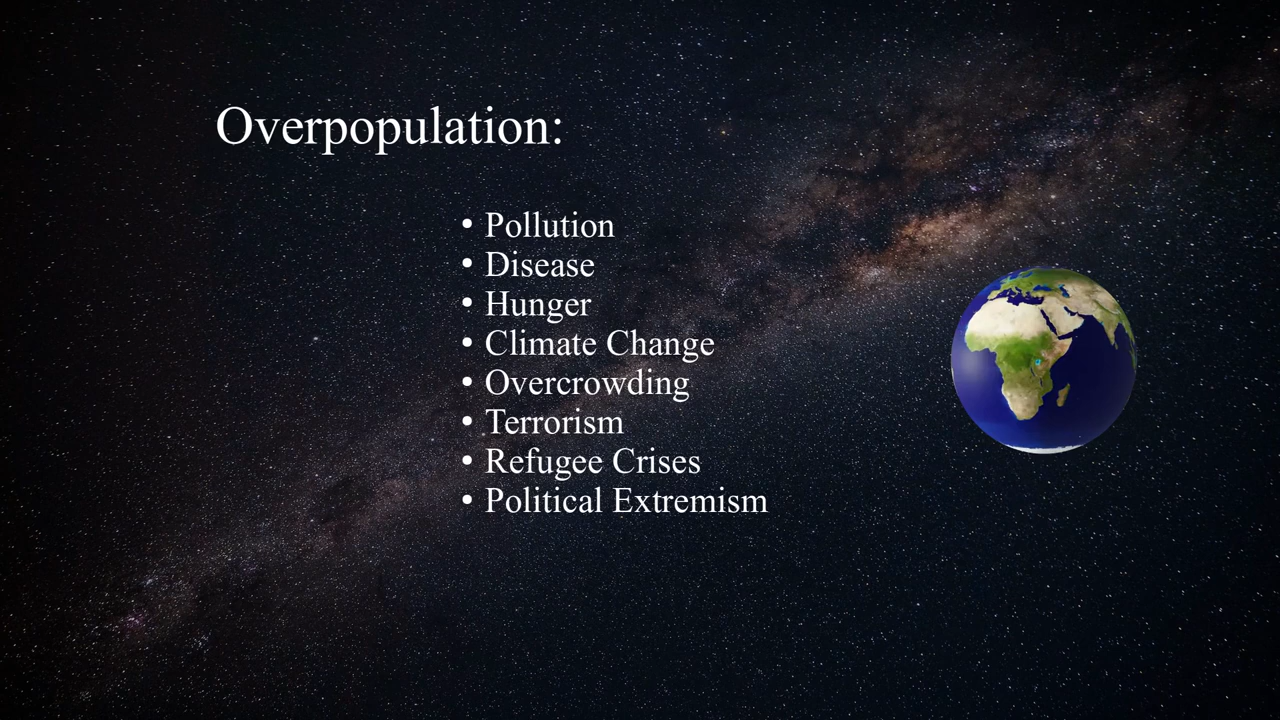 Overpopulation:
• Pollution
• Disease
• Hunger
• Climate Change
• Overcrowding
• Terrorism
• Refugee Crises
• Political Extremism